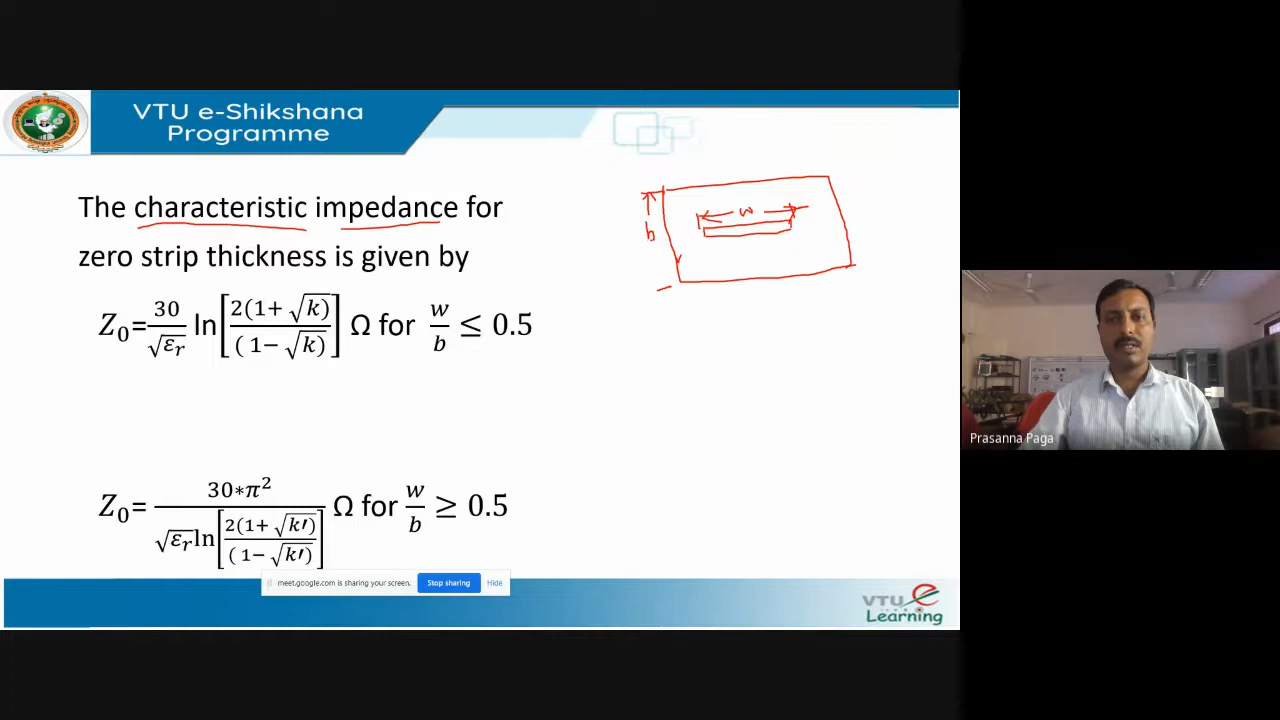 VTU e-Shikshana
Programme
The characteristic impedance for
zero strip thickness is given by
Z₀=30/√εᵣ ln[2(1+ √k)/( 1− √k)] Ω for w/b ≤ 0.5
Z₀= 30∗π²/√εᵣln[2(1+ √k′)/( 1− √k′)] Ω for w/b ≥ 0.5
w
b
Prasanna Paga
meet.google.com is sharing your screen.
Stop sharing
Hide
VTU e
Learning